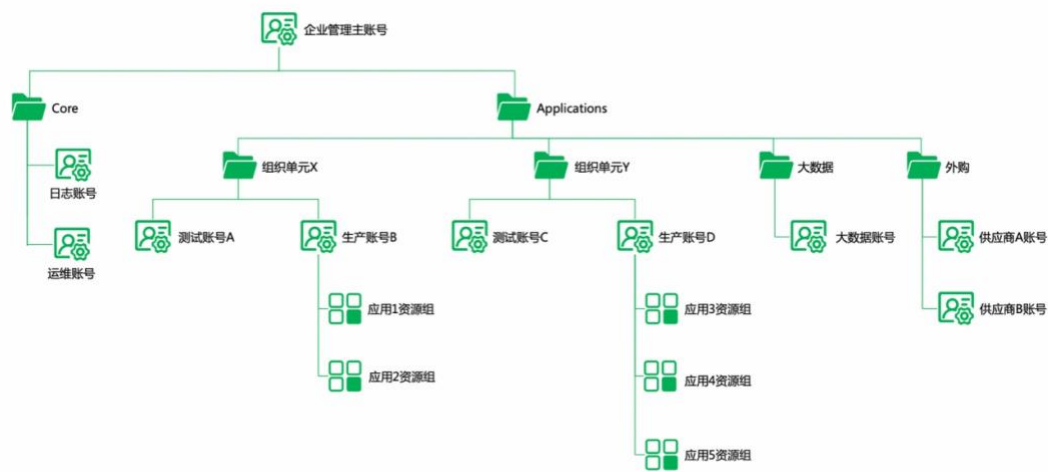 企业管理主账号
Core
Applications
日志账号
运维账号
组织单元X
组织单元Y
大数据
外购
测试账号A
生产账号B
测试账号C
生产账号D
大数据账号
供应商A账号
供应商B账号
应用1资源组
应用2资源组
应用3资源组
应用4资源组
应用5资源组